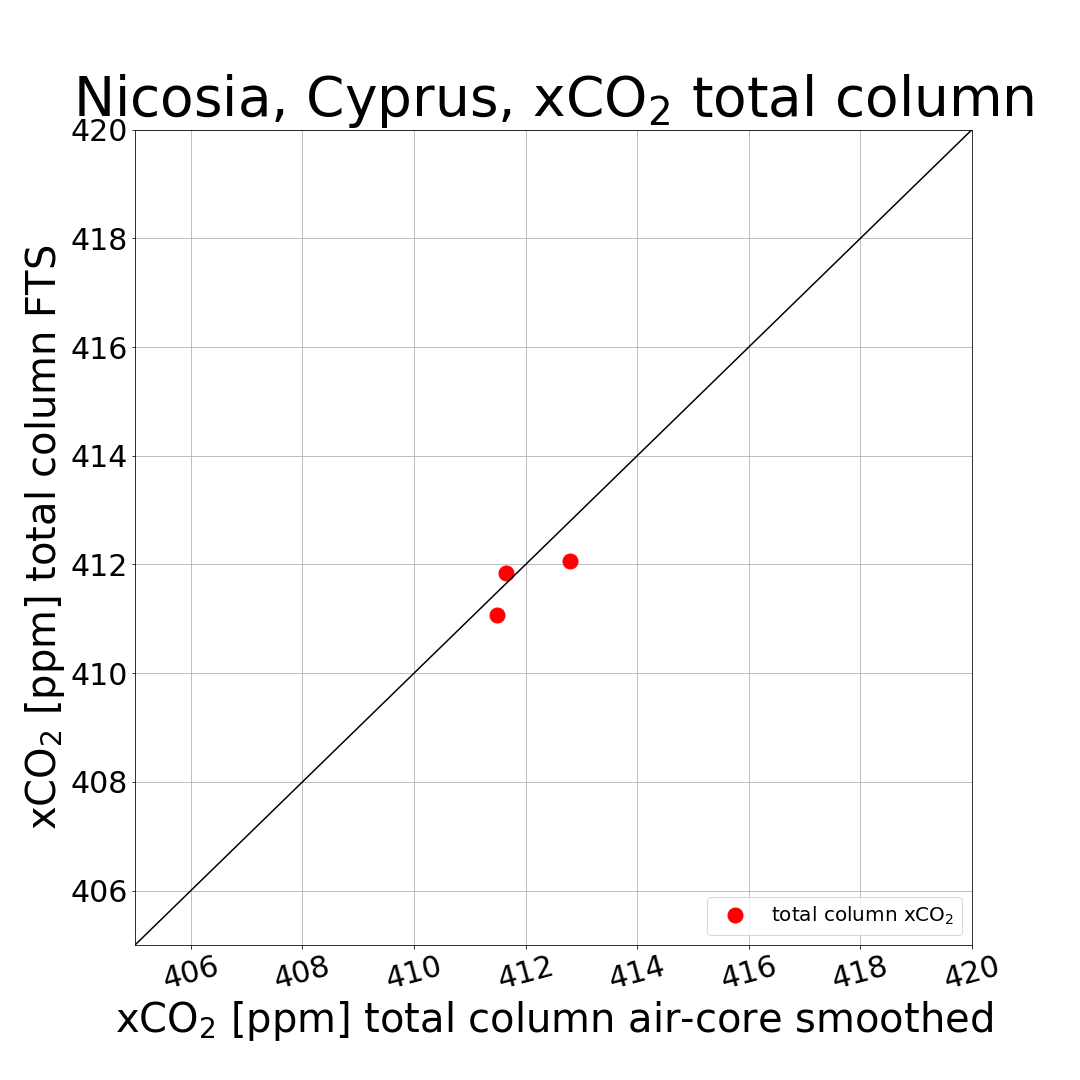 Nicosia, Cyprus, xCO₂ total column
420
418
416
414
412
410
408
406
xCO₂ [ppm] total column FTS
total column xCO₂
406 408 410 412 414 416 418 420
xCO₂ [ppm] total column air-core smoothed